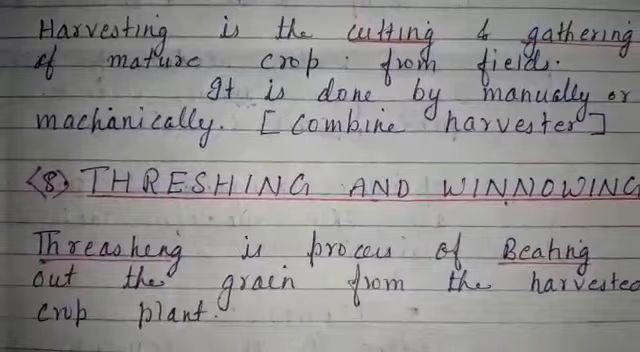 Harvesting is the cutting & gathering
of mature crop from fields.
It is done by manually or
machanically. [Combine harvester]
<8> THRESHING AND WINNOWING
Threasheng is process of Beating
out the grain from the harvested
crop plant.